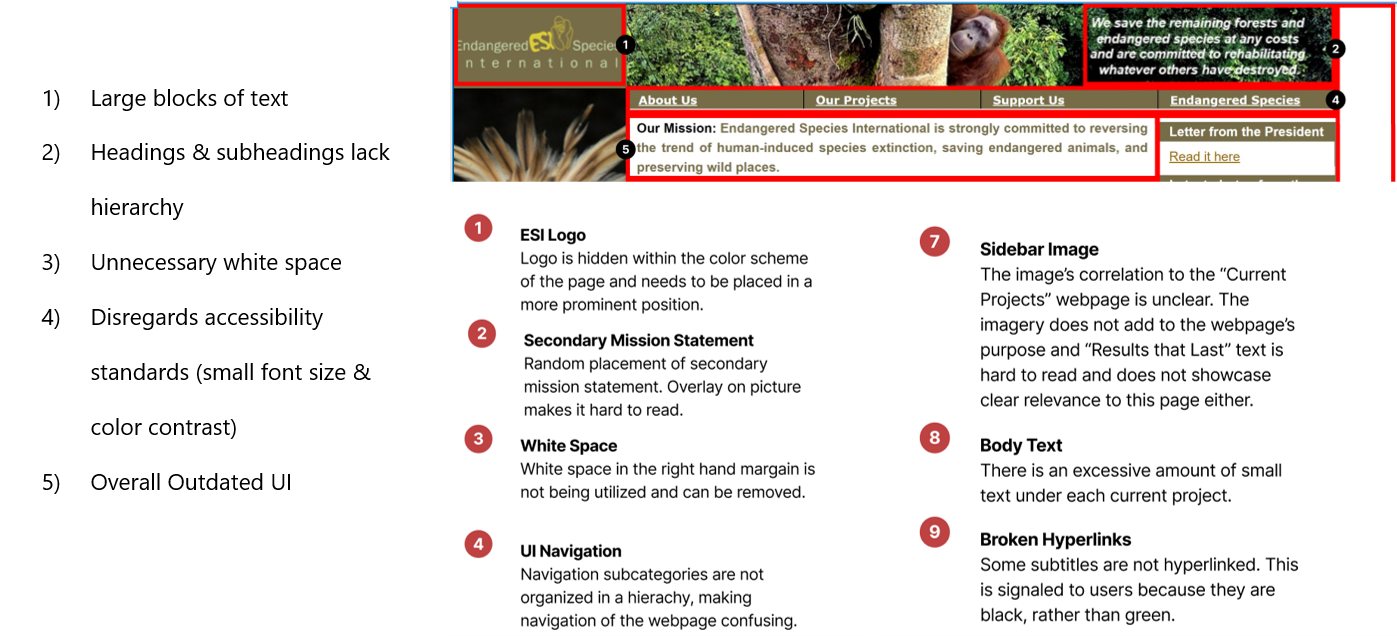 1) Large blocks of text
2) Headings & subheadings lack
hierarchy
3) Unnecessary white space
4) Disregards accessibility
standards (small font size &
color contrast)
5) Overall Outdated UI
Endangered ESI Species
International
1
We save the remaining forests and
endangered species at any costs
and are committed to rehabilitating
whatever others have destroyed.
2
About Us Our Projects Support Us Endangered Species
4
Our Mission: Endangered Species International is strongly committed to reversing
the trend of human-induced species extinction, saving endangered animals, and
preserving wild places.
5
Letter from the President
Read it here
1
ESI Logo
Logo is hidden within the color scheme
of the page and needs to be placed in a
more prominent position.
2
Secondary Mission Statement
Random placement of secondary
mission statement. Overlay on picture
makes it hard to read.
3
White Space
White space in the right hand margin is
not being utilized and can be removed.
4
UI Navigation
Navigation subcategories are not
organized in a hierachy, making
navigation of the webpage confusing.
7
Sidebar Image
The image’s correlation to the “Current
Projects” webpage is unclear. The
imagery does not add to the webpage’s
purpose and “Results that Last” text is
hard to read and does not showcase
clear relevance to this page either.
8
Body Text
There is an excessive amount of small
text under each current project.
9
Broken Hyperlinks
Some subtitles are not hyperlinked. This
is signaled to users because they are
black, rather than green.